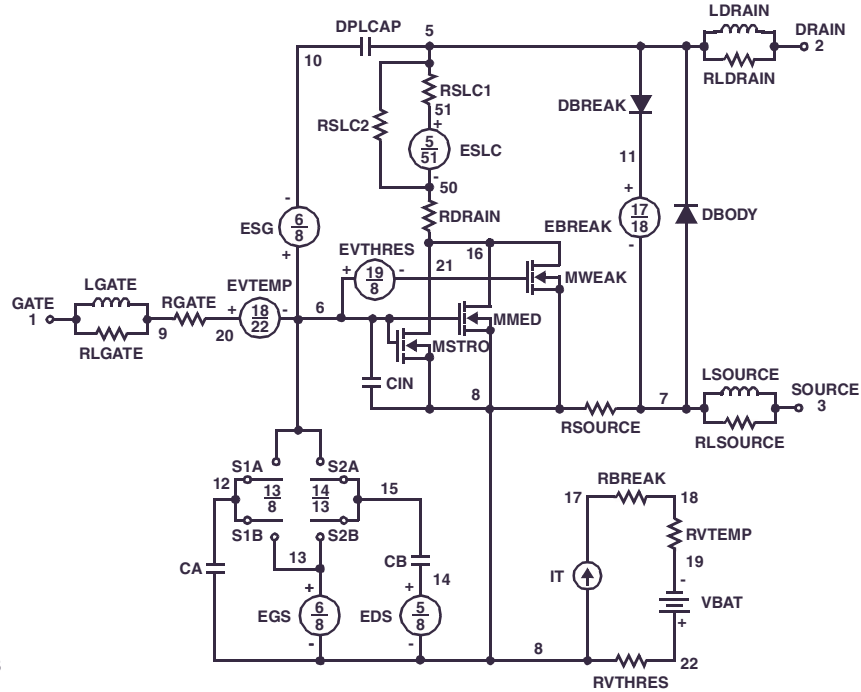 LDRAIN
DPLCAP
5
DRAIN
2
10
RLDRAIN
RSLC1
51
DBREAK
RSLC2
+
5
51
ESLC
11
-
50
-
+
RDRAIN
17
18
DBODY
6
8
ESG
EBREAK
EVTHRES
16
-
+
+
19
8
-
21
MWEAK
LGATE
EVTEMP
GATE
1
RGATE
+
18
22
-
6
MMED
9
20
MSTRO
RLGATE
LSOURCE
CIN
8
7
SOURCE
3
RSOURCE
RLSOURCE
S1A
S2A
RBREAK
12
13
8
14
13
15
17
18
S1B
S2B
RVTEMP
13
CB
19
CA
14
IT
-
+
+
VBAT
EGS
6
8
EDS
5
8
+
-
-
8
22
RVTHRES